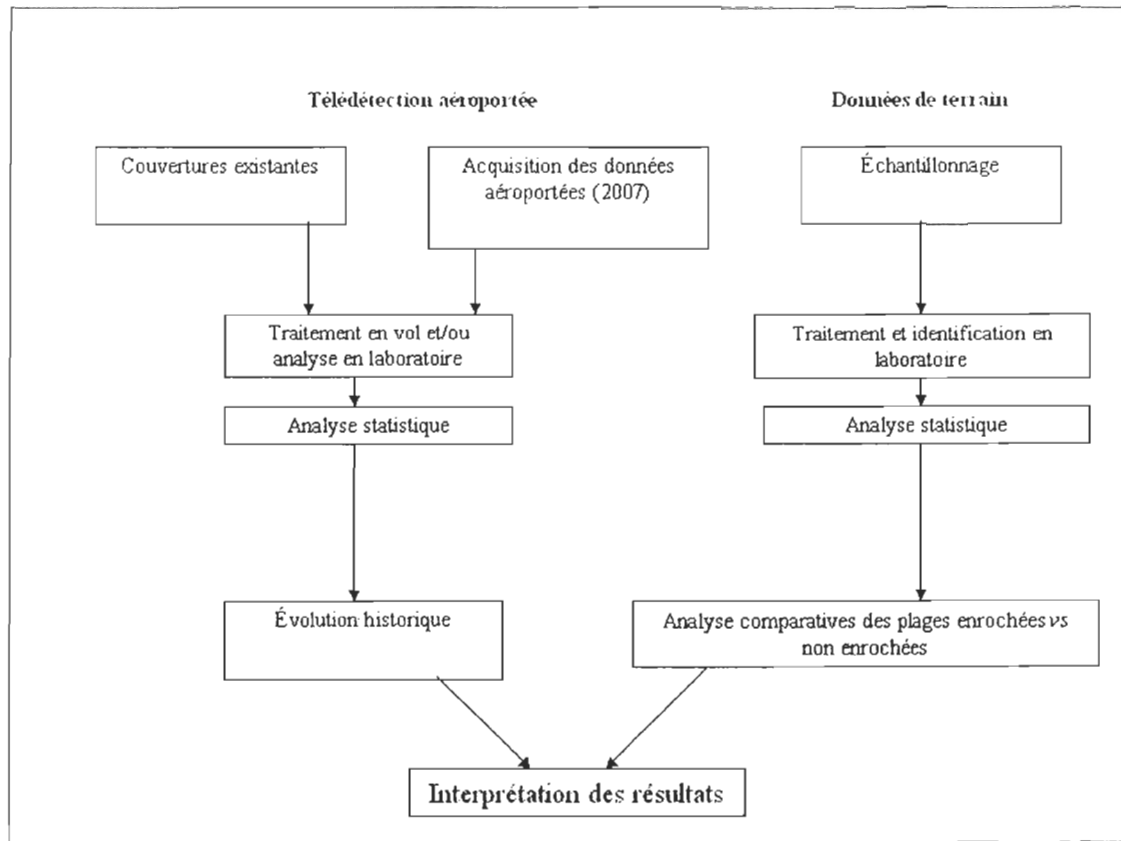 Télédétection aéroportée
Données de terrain
Couvertures existantes
Acquisition des données
aéroportées (2007)
Échantillonnage
Traitement en vol et/ou
analyse en laboratoire
Traitement et identification en
laboratoire
Analyse statistique
Analyse statistique
Évolution historique
Analyse comparatives des plages enrochées vs
non enrochées
Interprétation des résultats